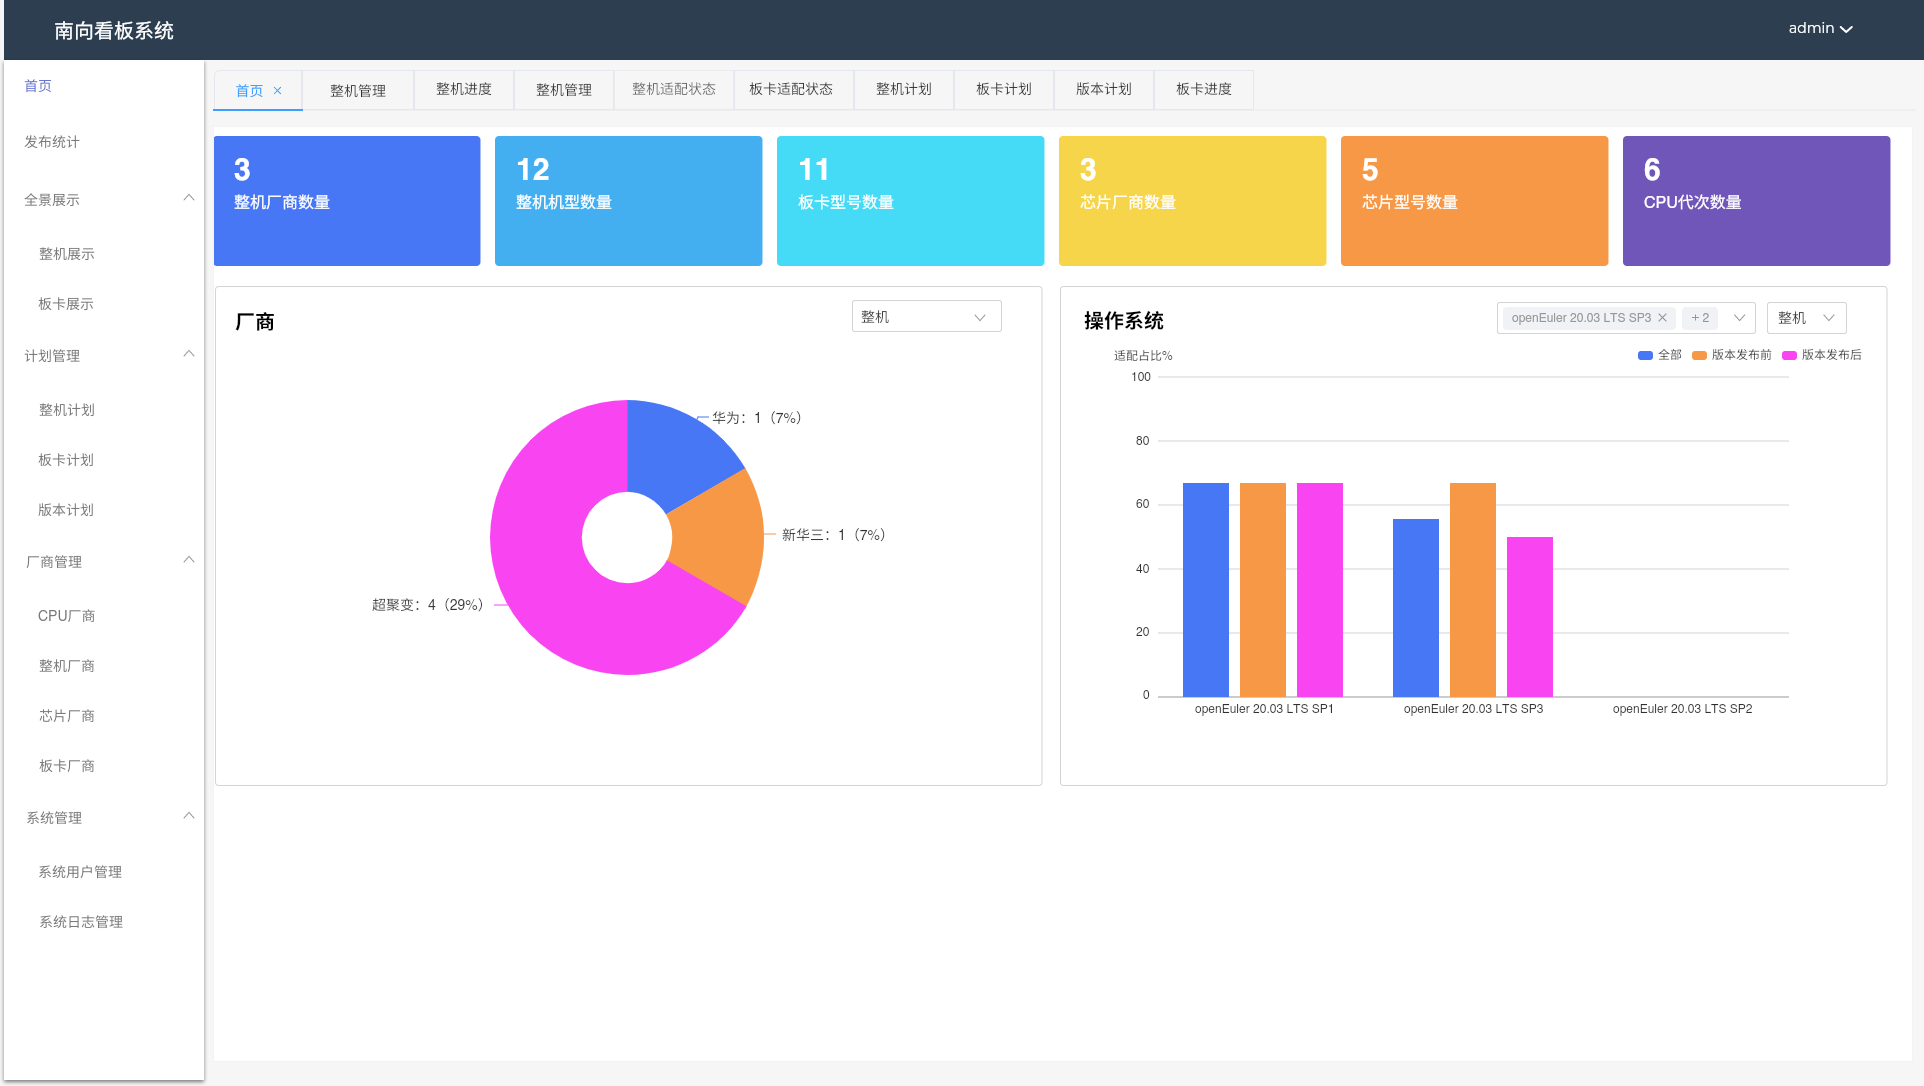 南向看板系统
admin
首页
发布统计
全景展示
整机展示
板卡展示
计划管理
整机计划
板卡计划
版本计划
厂商管理
CPU厂商
整机厂商
芯片厂商
板卡厂商
系统管理
系统用户管理
系统日志管理
首页 × 整机管理 整机进度 整机管理 整机适配状态 板卡适配状态 整机计划 板卡计划 版本计划 板卡进度
3
整机厂商数量
12
整机机型数量
11
板卡型号数量
3
芯片厂商数量
5
芯片型号数量
6
CPU代次数量
厂商
整机
华为：1（7%）
新华三：1（7%）
超聚变：4（29%）
操作系统
openEuler 20.03 LTS SP3 × + 2
整机
适配占比%
全部 版本发布前 版本发布后
100
80
60
40
20
0
openEuler 20.03 LTS SP1 openEuler 20.03 LTS SP3 openEuler 20.03 LTS SP2